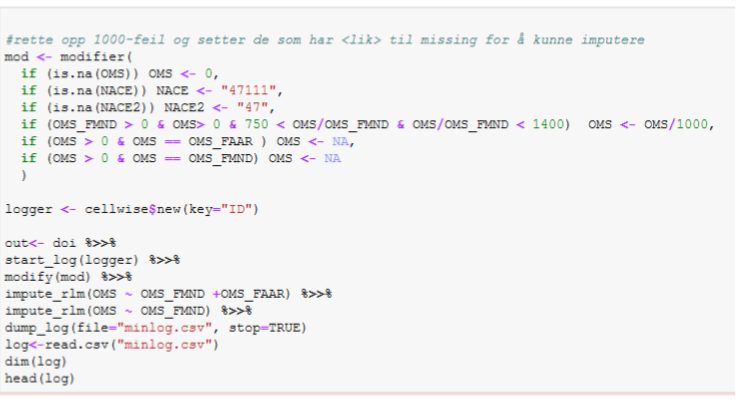 #rette opp 1000-feil og setter de som har <lik> til missing for å kunne imputere
mod <- modifier(
if (is.na(OMS)) OMS <- 0,
if (is.na(NACE)) NACE <- "47111",
if (is.na(NACE2)) NACE2 <- "47",
if (OMS_FMND > 0 & OMS> 0 & 750 < OMS/OMS_FMND & OMS/OMS_FMND < 1400)  OMS <- OMS/1000,
if (OMS > 0 & OMS == OMS_FAAR ) OMS <- NA,
if (OMS > 0 & OMS == OMS_FMND) OMS <- NA
)
logger <- cellwise$new(key="ID")
out<- doi %>>%
start_log(logger) %>>%
modify(mod) %>>%
impute_rlm(OMS ~ OMS_FMND +OMS_FAAR) %>>%
impute_rlm(OMS ~ OMS_FMND) %>>%
dump_log(file="minlog.csv", stop=TRUE)
log<-read.csv("minlog.csv")
dim(log)
head(log)